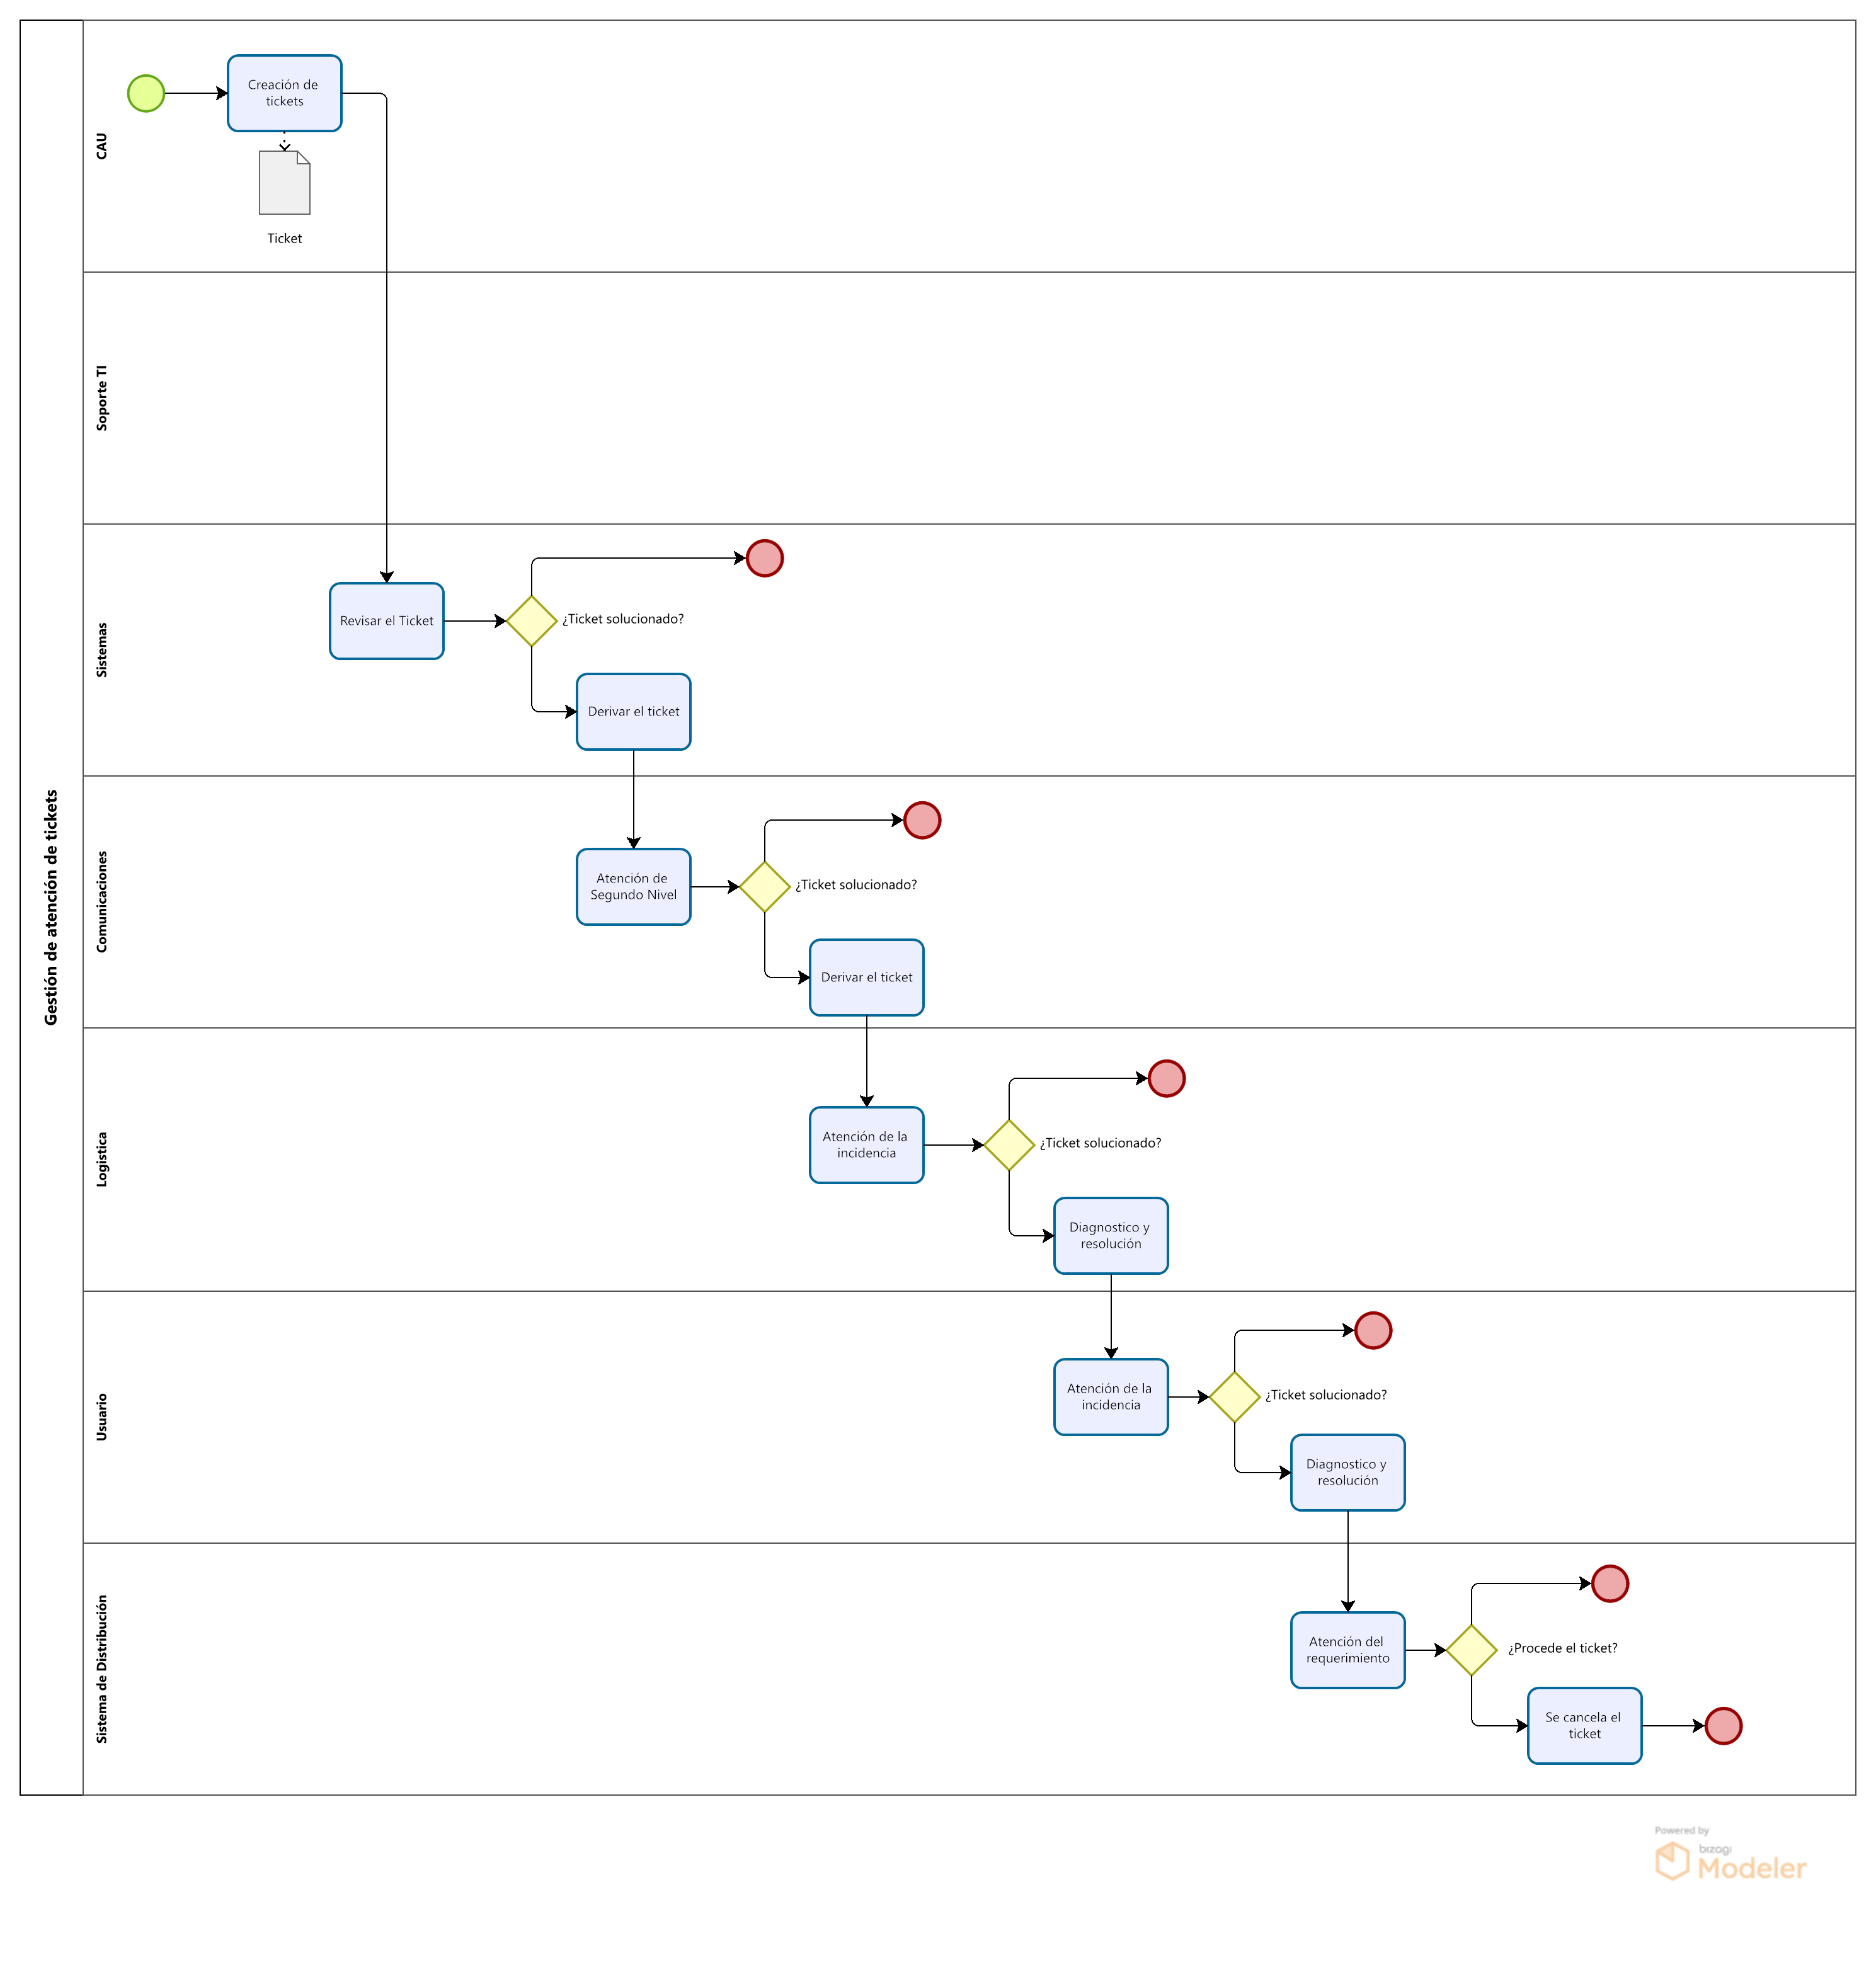 Gestión de atención de tickets
CAU
Creación de
tickets
Ticket
Soporte TI
Sistemas
Revisar el Ticket
¿Ticket solucionado?
Derivar el ticket
Comunicaciones
Atención de
Segundo Nivel
¿Ticket solucionado?
Derivar el ticket
Logistica
Atención de la
incidencia
¿Ticket solucionado?
Diagnostico y
resolución
Usuario
Atención de la
incidencia
¿Ticket solucionado?
Diagnostico y
resolución
Sistema de Distribución
Atención del
requerimiento
¿Procede el ticket?
Se cancela el
ticket
Powered by
bizagi
Modeler